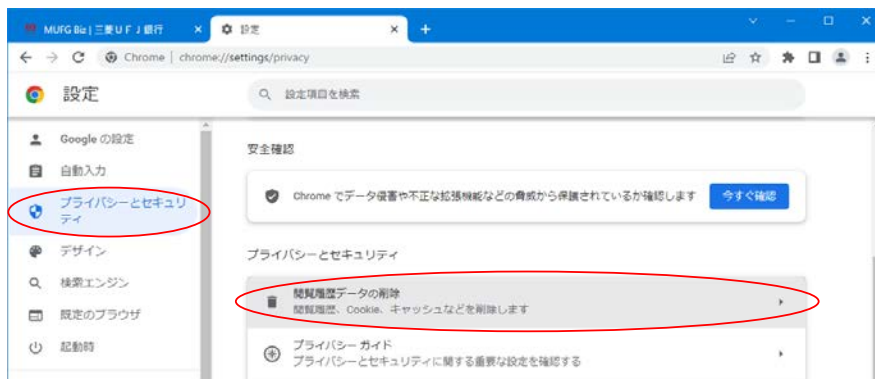 MUFG Biz | 三菱UFJ銀行
設定
Chrome | chrome://settings/privacy
設定
設定項目を検索
Google の設定
自動入力
プライバシーとセキュリ
ティ
デザイン
検索エンジン
既定のブラウザ
起動時
安全確認
Chrome でデータ侵害や不正な拡張機能などの脅威から保護されているか確認します
今すぐ確認
プライバシーとセキュリティ
閲覧履歴データの削除
閲覧履歴、Cookie、キャッシュなどを削除します
プライバシー ガイド
プライバシーとセキュリティに関する重要な設定を確認する